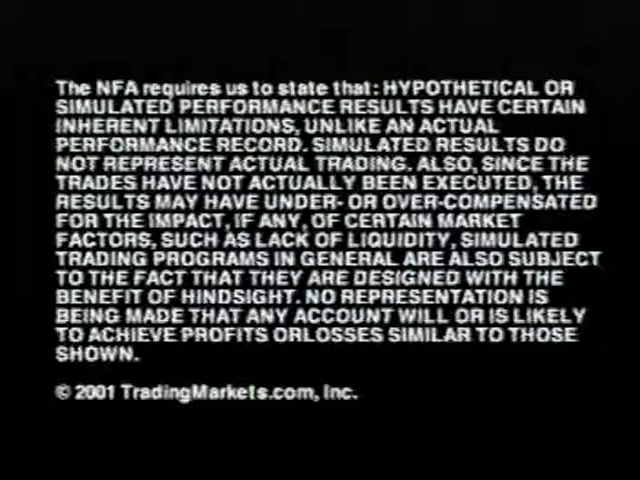 The NFA requires us to state that: HYPOTHETICAL OR
SIMULATED PERFORMANCE RESULTS HAVE CERTAIN
INHERENT LIMITATIONS, UNLIKE AN ACTUAL
PERFORMANCE RECORD. SIMULATED RESULTS DO
NOT REPRESENT ACTUAL TRADING. ALSO, SINCE THE
TRADES HAVE NOT ACTUALLY BEEN EXECUTED, THE
RESULTS MAY HAVE UNDER- OR OVER-COMPENSATED
FOR THE IMPACT, IF ANY, OF CERTAIN MARKET
FACTORS, SUCH AS LACK OF LIQUIDITY, SIMULATED
TRADING PROGRAMS IN GENERAL ARE ALSO SUBJECT
TO THE FACT THAT THEY ARE DESIGNED WITH THE
BENEFIT OF HINDSIGHT. NO REPRESENTATION IS
BEING MADE THAT ANY ACCOUNT WILL OR IS LIKELY
TO ACHIEVE PROFITS ORLOSSES SIMILAR TO THOSE
SHOWN.
© 2001 TradingMarkets.com, Inc.